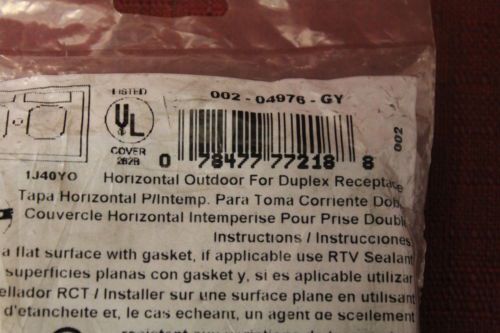 002-04976-GY
LISTED
UL
COVER
282B
002
0 78477 77218 8
1J40YO
Horizontal Outdoor For Duplex Receptac
Tapa Horizontal P/Intemp. Para Toma Corriente Dob
Couvercle Horizontal Intemperise Pour Prise Double
Instructions / Instrucciones
a flat surface with gasket, if applicable use RTV Sealant
superficies planas con gasket y, si es aplicable utilizar
ellador RCT / Installer sur une surface plane en utilisant
d'etancheite et, le cas echeant, un agent de scellement